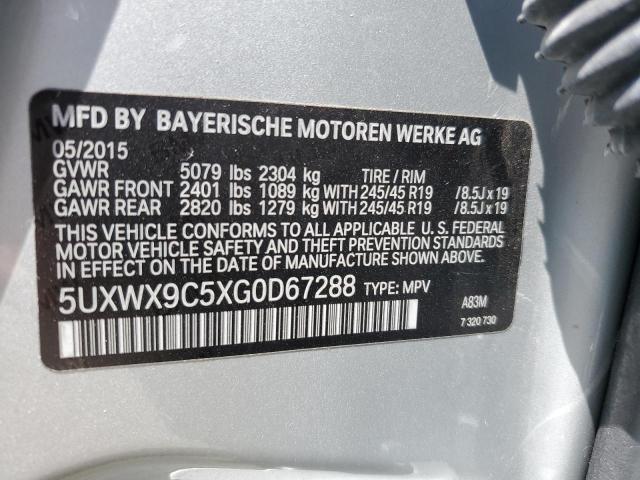 MFD BY BAYERISCHE MOTOREN WERKE AG
05/2015
GVWR 5079 lbs 2304 kg TIRE / RIM
GAWR FRONT 2401 lbs 1089 kg WITH 245/45 R19 /8.5J x 19
GAWR REAR 2820 lbs 1279 kg WITH 245/45 R19 /8.5J x 19
THIS VEHICLE CONFORMS TO ALL APPLICABLE U. S. FEDERAL
MOTOR VEHICLE SAFETY AND THEFT PREVENTION STANDARDS
IN EFFECT ON THE DATE OF MANUFACTURE SHOWN ABOVE.
5UXWX9C5XG0D67288 TYPE: MPV
A83M
7 320 730